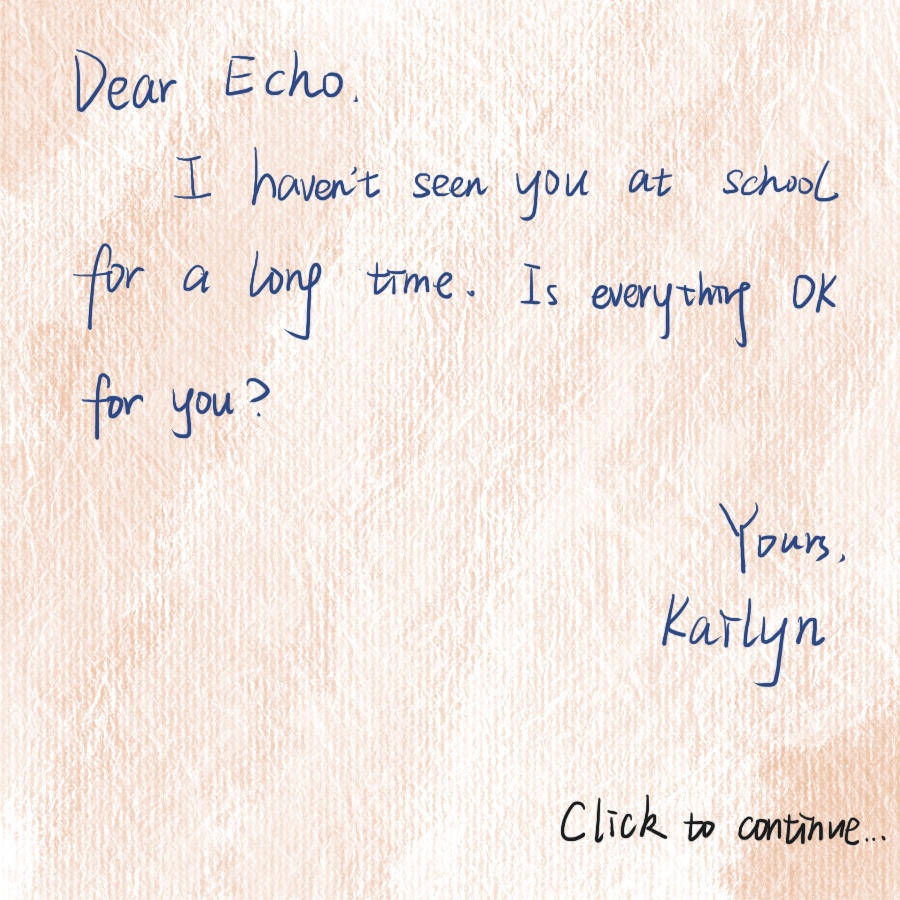 Dear Echo.
I haven't seen you at school
for a long time. Is everything OK
for you?
Yours,
Kailyn
Click to continue...